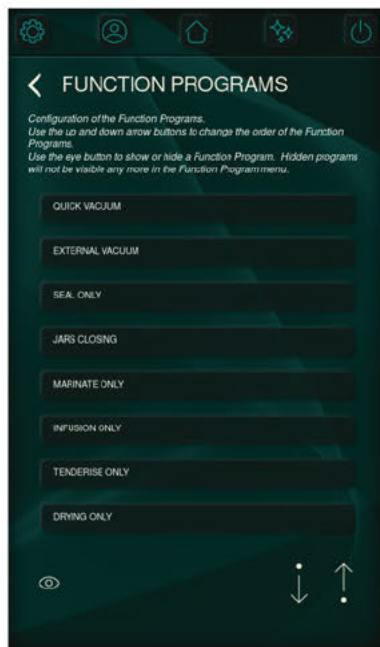 FUNCTION PROGRAMS
Configuration of the Function Programs.
Use the up and down arrow buttons to change the order of the Function
Programs.
Use the eye button to show or hide a Function Program. Hidden programs
will not be visible any more in the Function Program menu.
QUICK VACUUM
EXTERNAL VACUUM
SEAL ONLY
JARS CLOSING
MARINATE ONLY
INFUSION ONLY
TENDERISE ONLY
DRYING ONLY